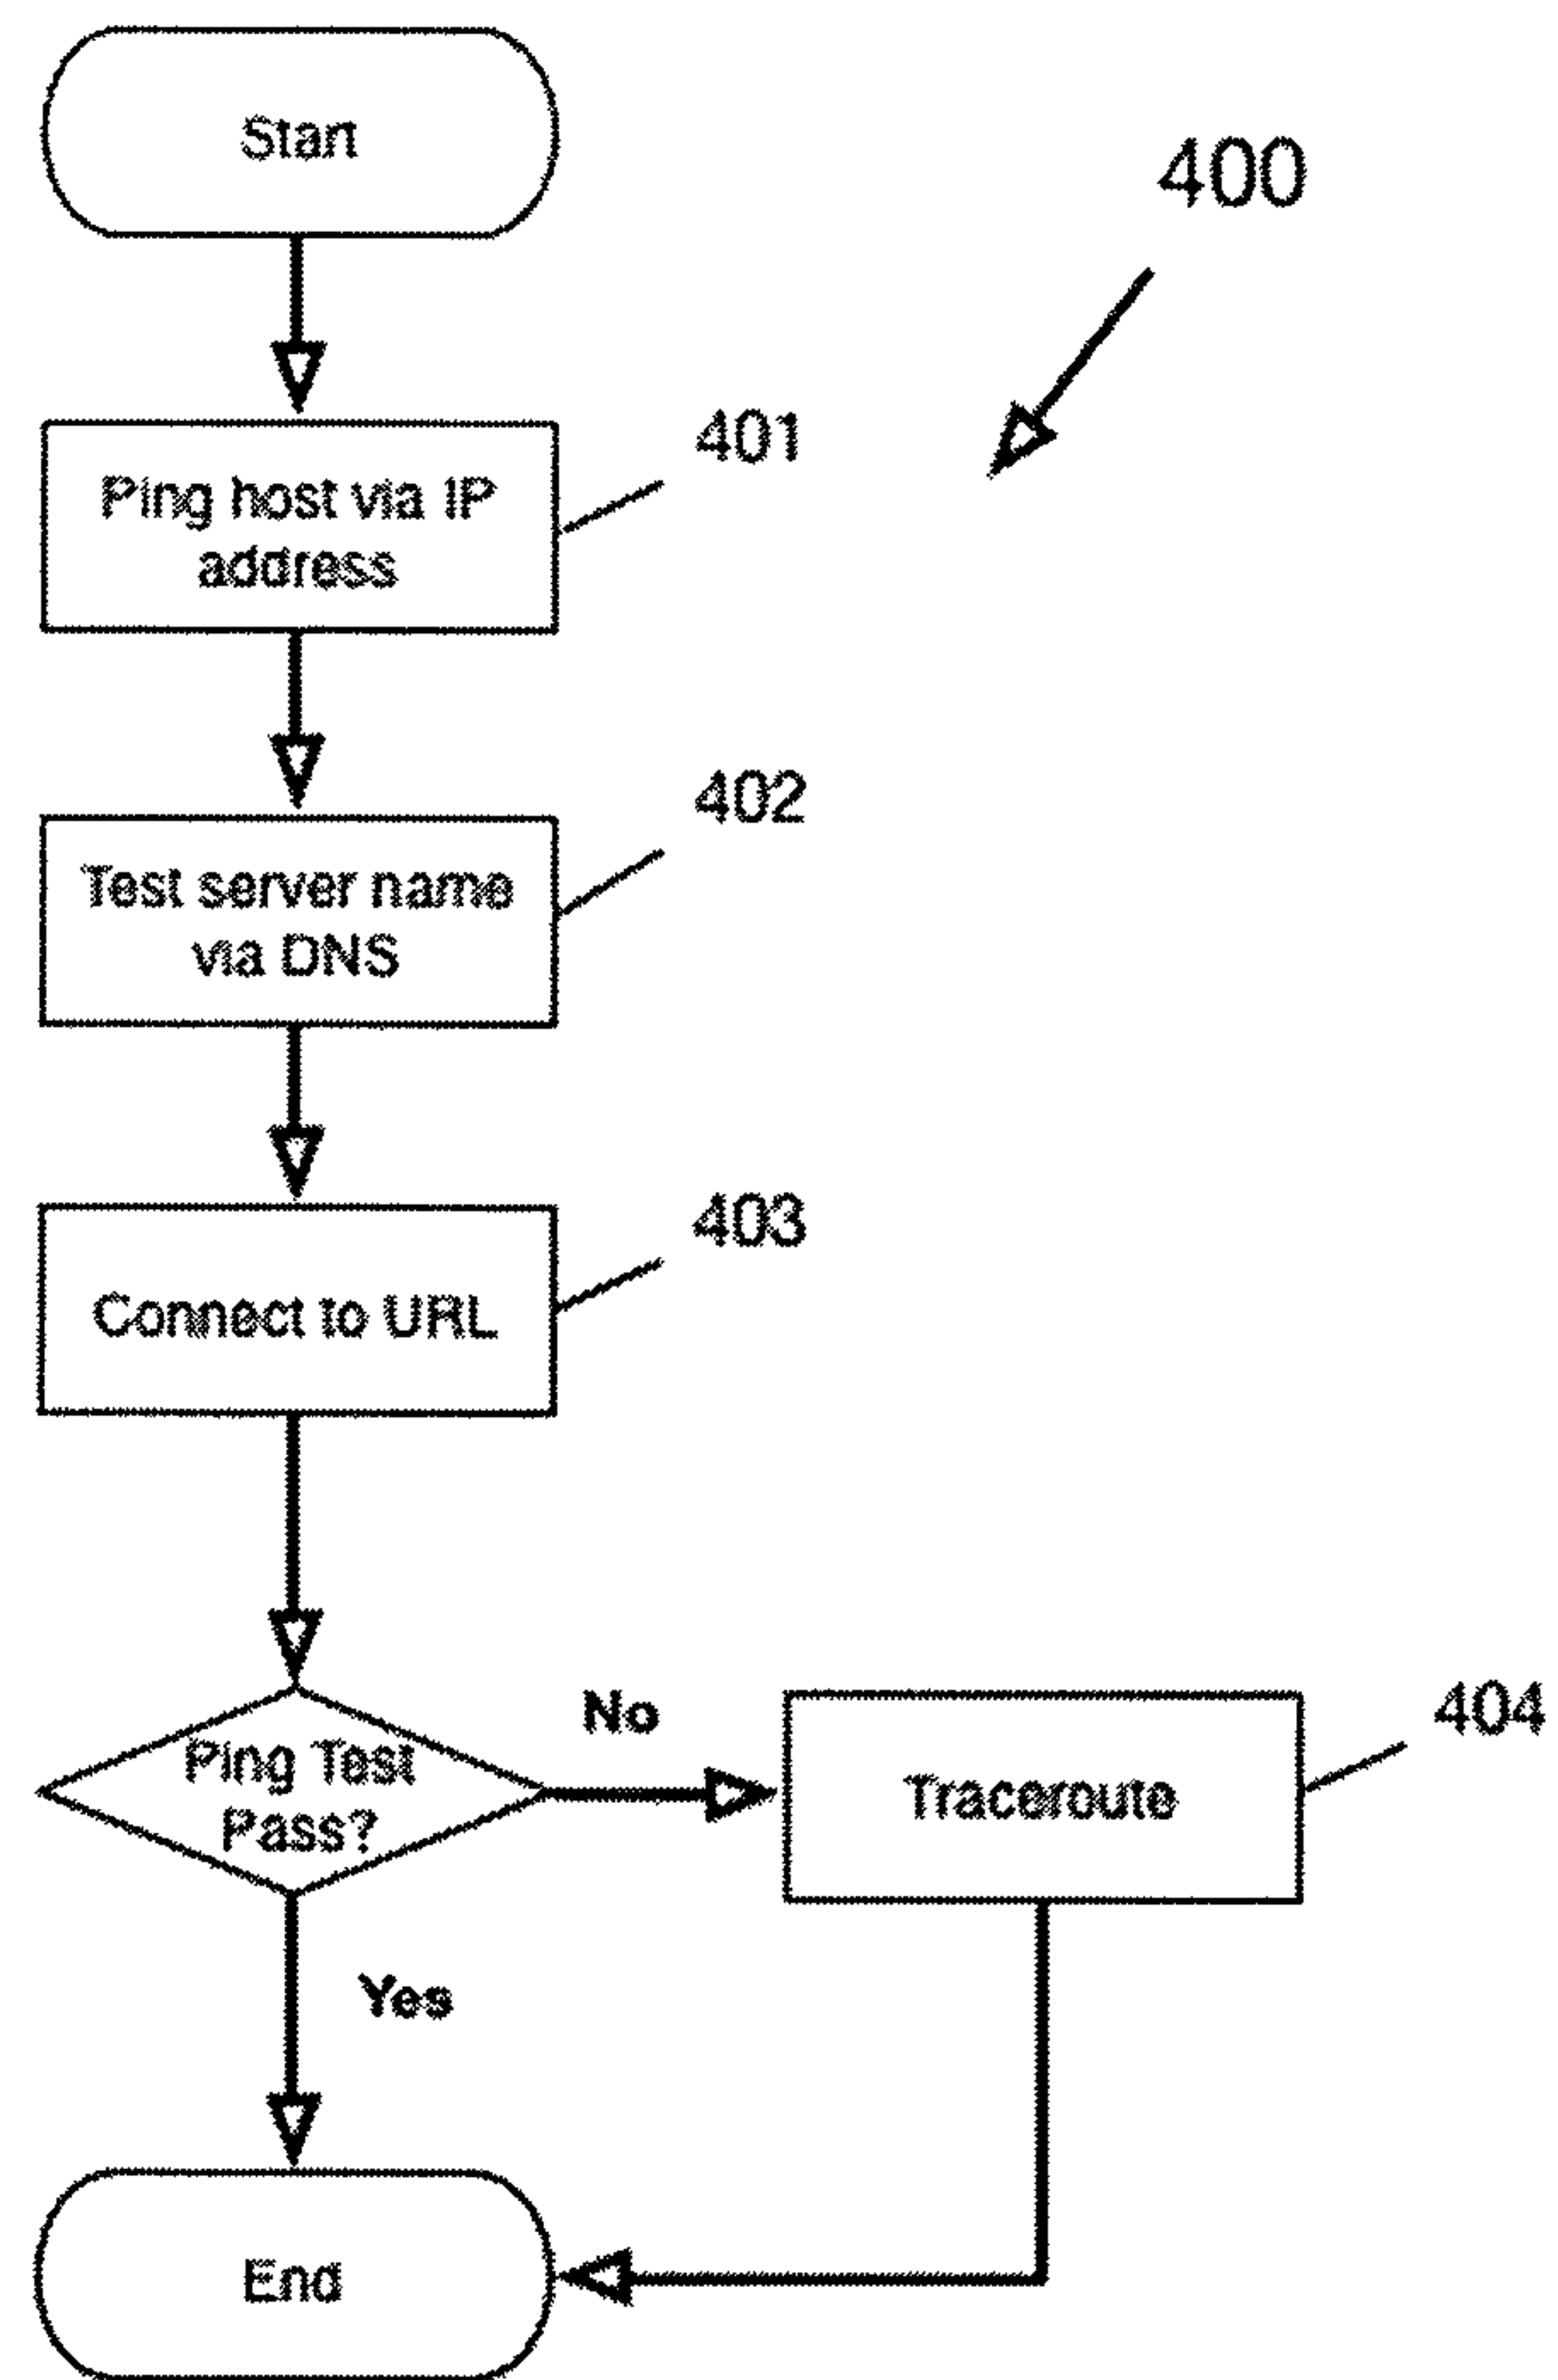 Start
400
401
Ping host via IP
address
402
Test server name
via DNS
403
Connect to URL
No
404
Ping Test
Pass?
Traceroute
Yes
End